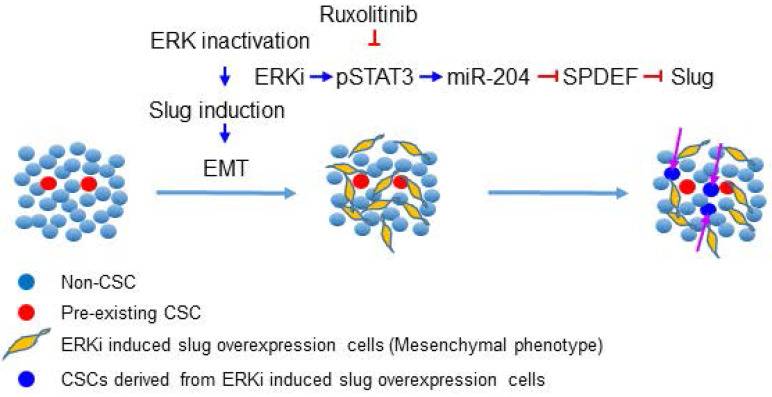 Ruxolitinib
ERK inactivation
ERKi pSTAT3 miR-204 SPDEF Slug
Slug induction
EMT
Non-CSC
Pre-existing CSC
ERKi induced slug overexpression cells (Mesenchymal phenotype)
CSCs derived from ERKi induced slug overexpression cells